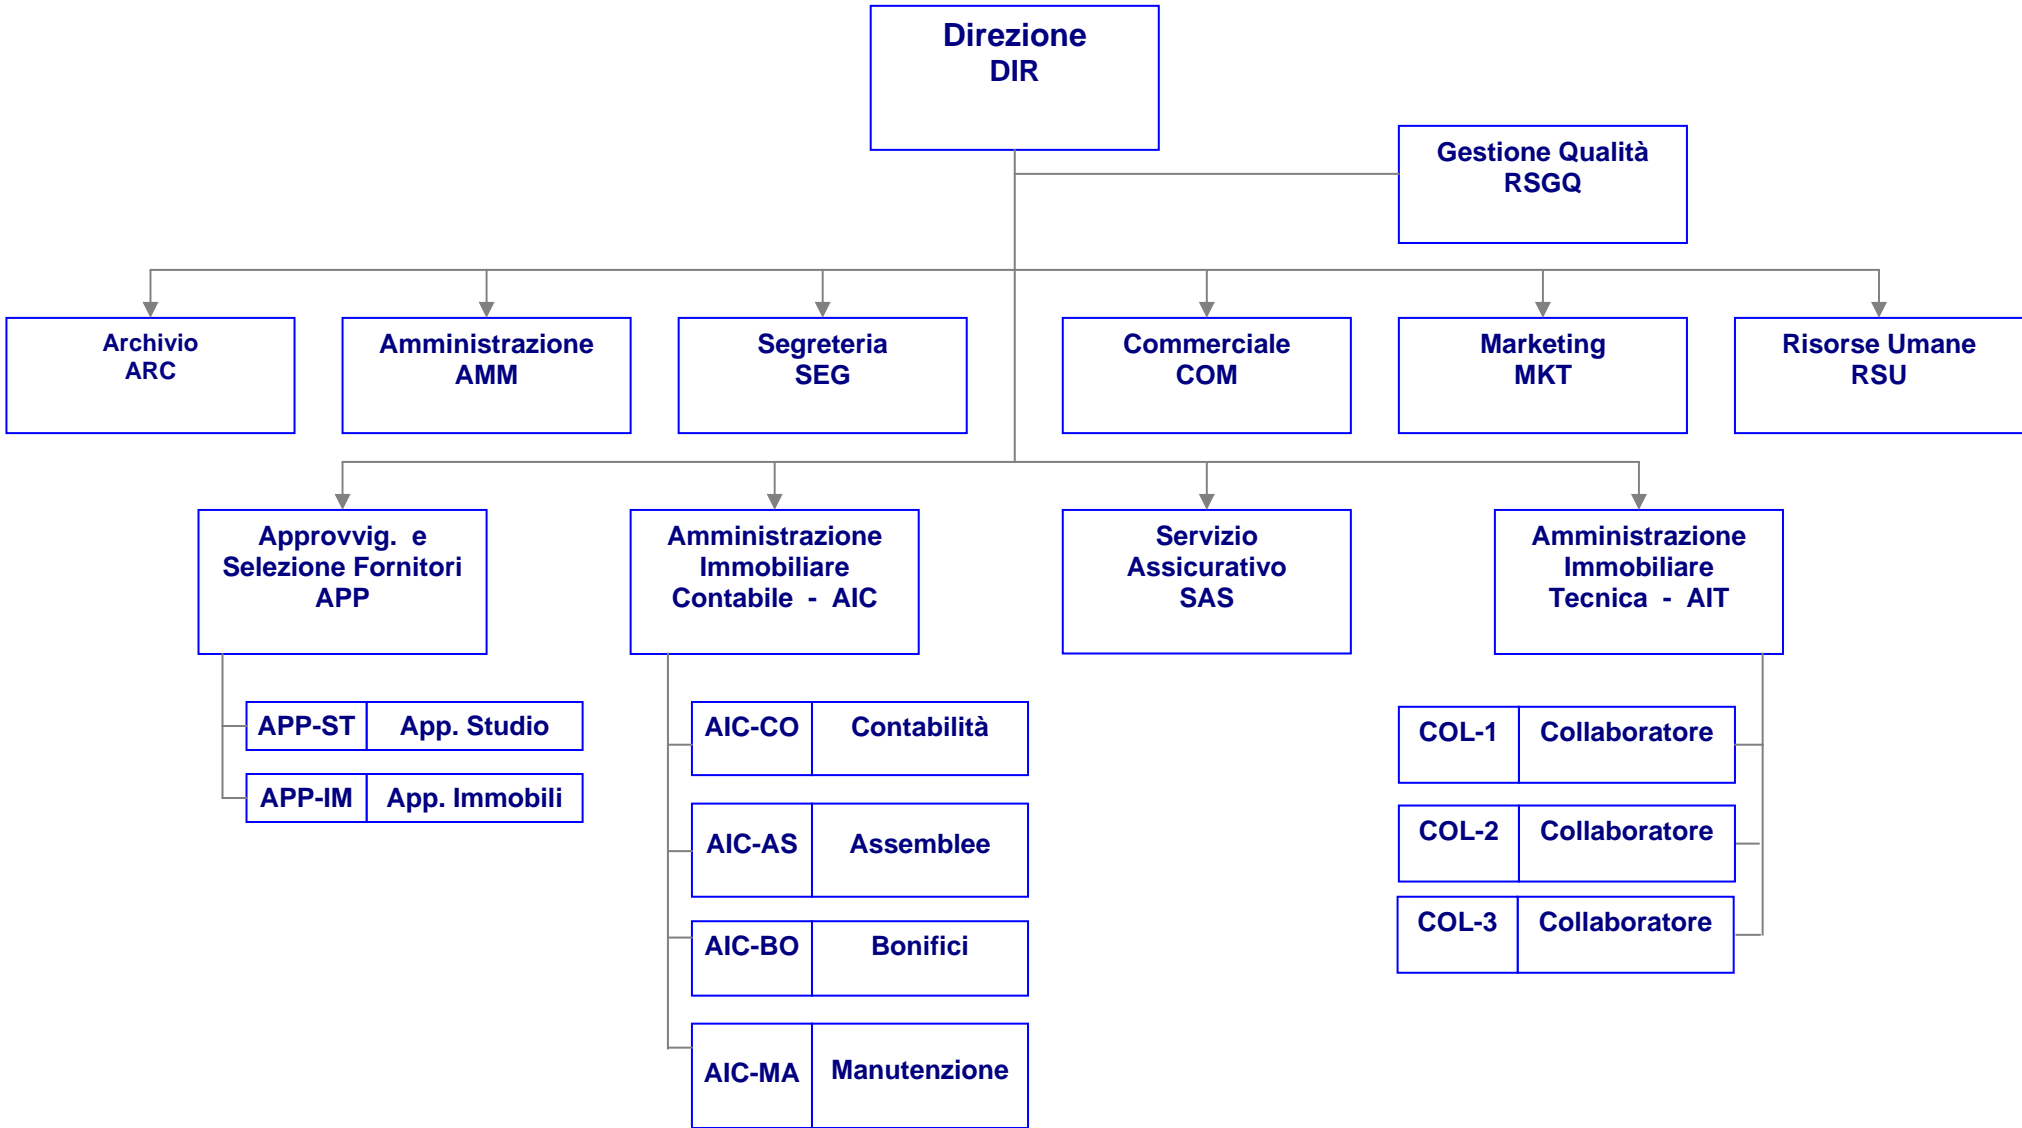 Direzione
DIR
Gestione Qualità
RSGQ
Archivio
ARC
Amministrazione
AMM
Segreteria
SEG
Commerciale
COM
Marketing
MKT
Risorse Umane
RSU
Approvvig. e
Selezione Fornitori
APP
Amministrazione
Immobiliare
Contabile - AIC
Servizio
Assicurativo
SAS
Amministrazione
Immobiliare
Tecnica - AIT
APP-ST App. Studio
APP-IM App. Immobili
AIC-CO Contabilità
AIC-AS Assemblee
AIC-BO Bonifici
AIC-MA Manutenzione
COL-1 Collaboratore
COL-2 Collaboratore
COL-3 Collaboratore